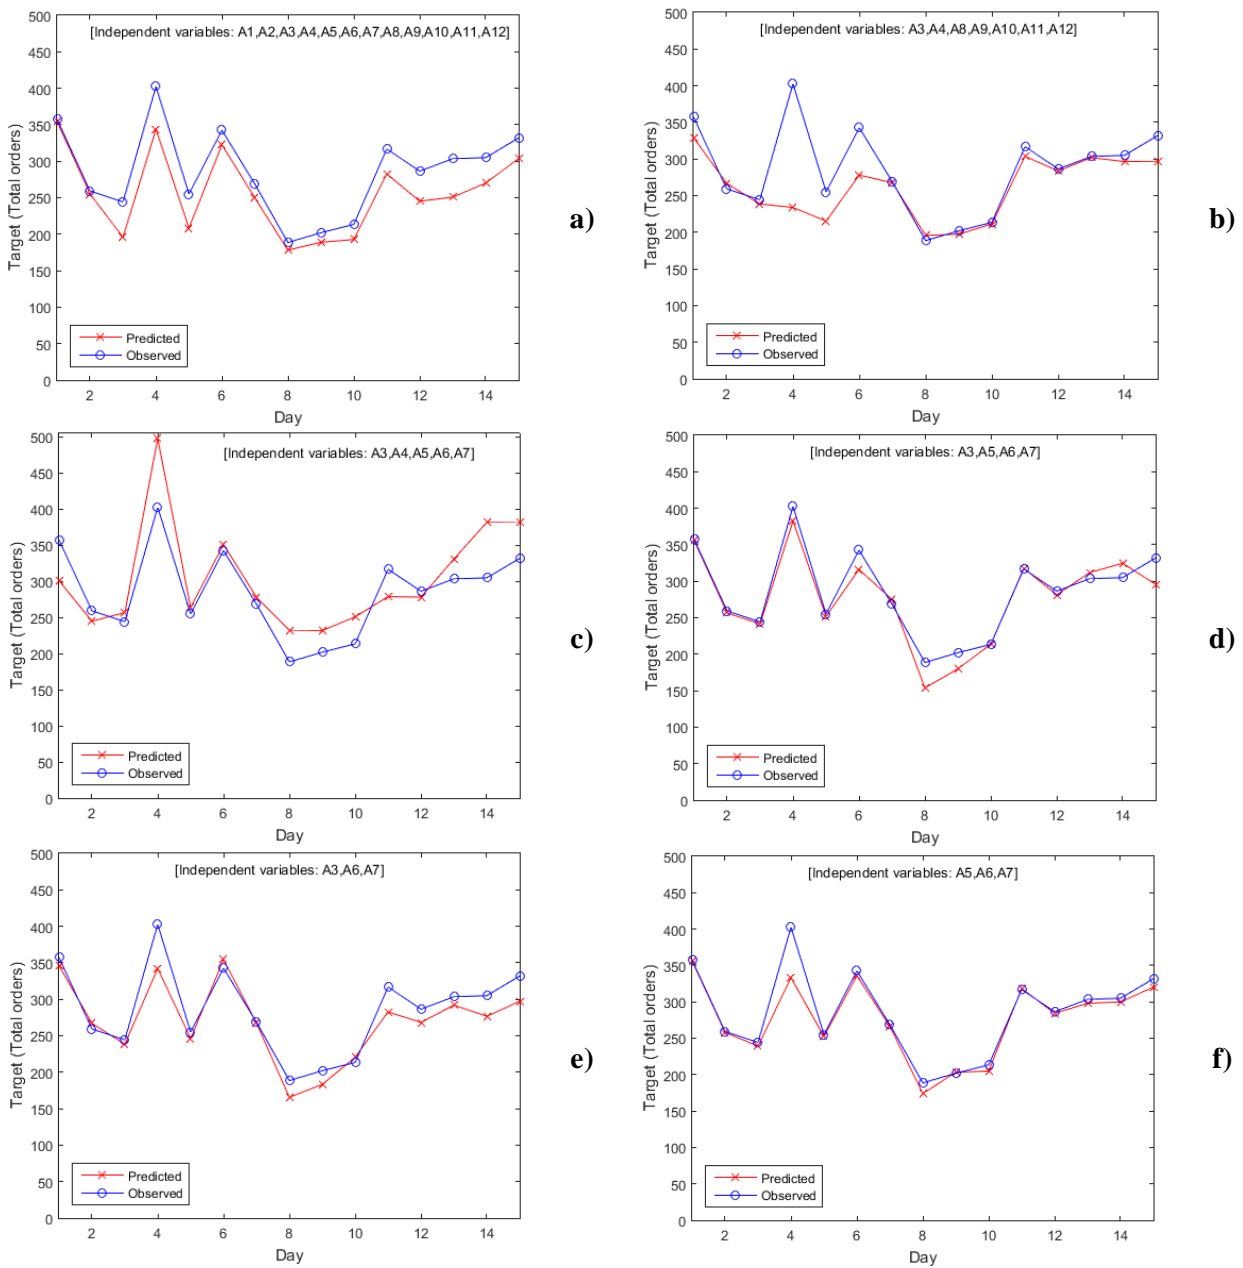 [Independent variables: A1,A2,A3,A4,A5,A6,A7,A8,A9,A10,A11,A12]
500
450
400
350
300
250
200
150
100
50
0
Target (Total orders)
Predicted
Observed
2 4 6 8 10 12 14
Day
a)
[Independent variables: A3,A4,A8,A9,A10,A11,A12]
500
450
400
350
300
250
200
150
100
50
0
Target (Total orders)
Predicted
Observed
2 4 6 8 10 12 14
Day
b)
[Independent variables: A3,A4,A5,A6,A7]
500
450
400
350
300
250
200
150
100
50
0
Target (Total orders)
Predicted
Observed
2 4 6 8 10 12 14
Day
c)
[Independent variables: A3,A5,A6,A7]
500
450
400
350
300
250
200
150
100
50
0
Target (Total orders)
Predicted
Observed
2 4 6 8 10 12 14
Day
d)
[Independent variables: A3,A6,A7]
500
450
400
350
300
250
200
150
100
50
0
Target (Total orders)
Predicted
Observed
2 4 6 8 10 12 14
Day
e)
[Independent variables: A5,A6,A7]
500
450
400
350
300
250
200
150
100
50
0
Target (Total orders)
Predicted
Observed
2 4 6 8 10 12 14
Day
f)